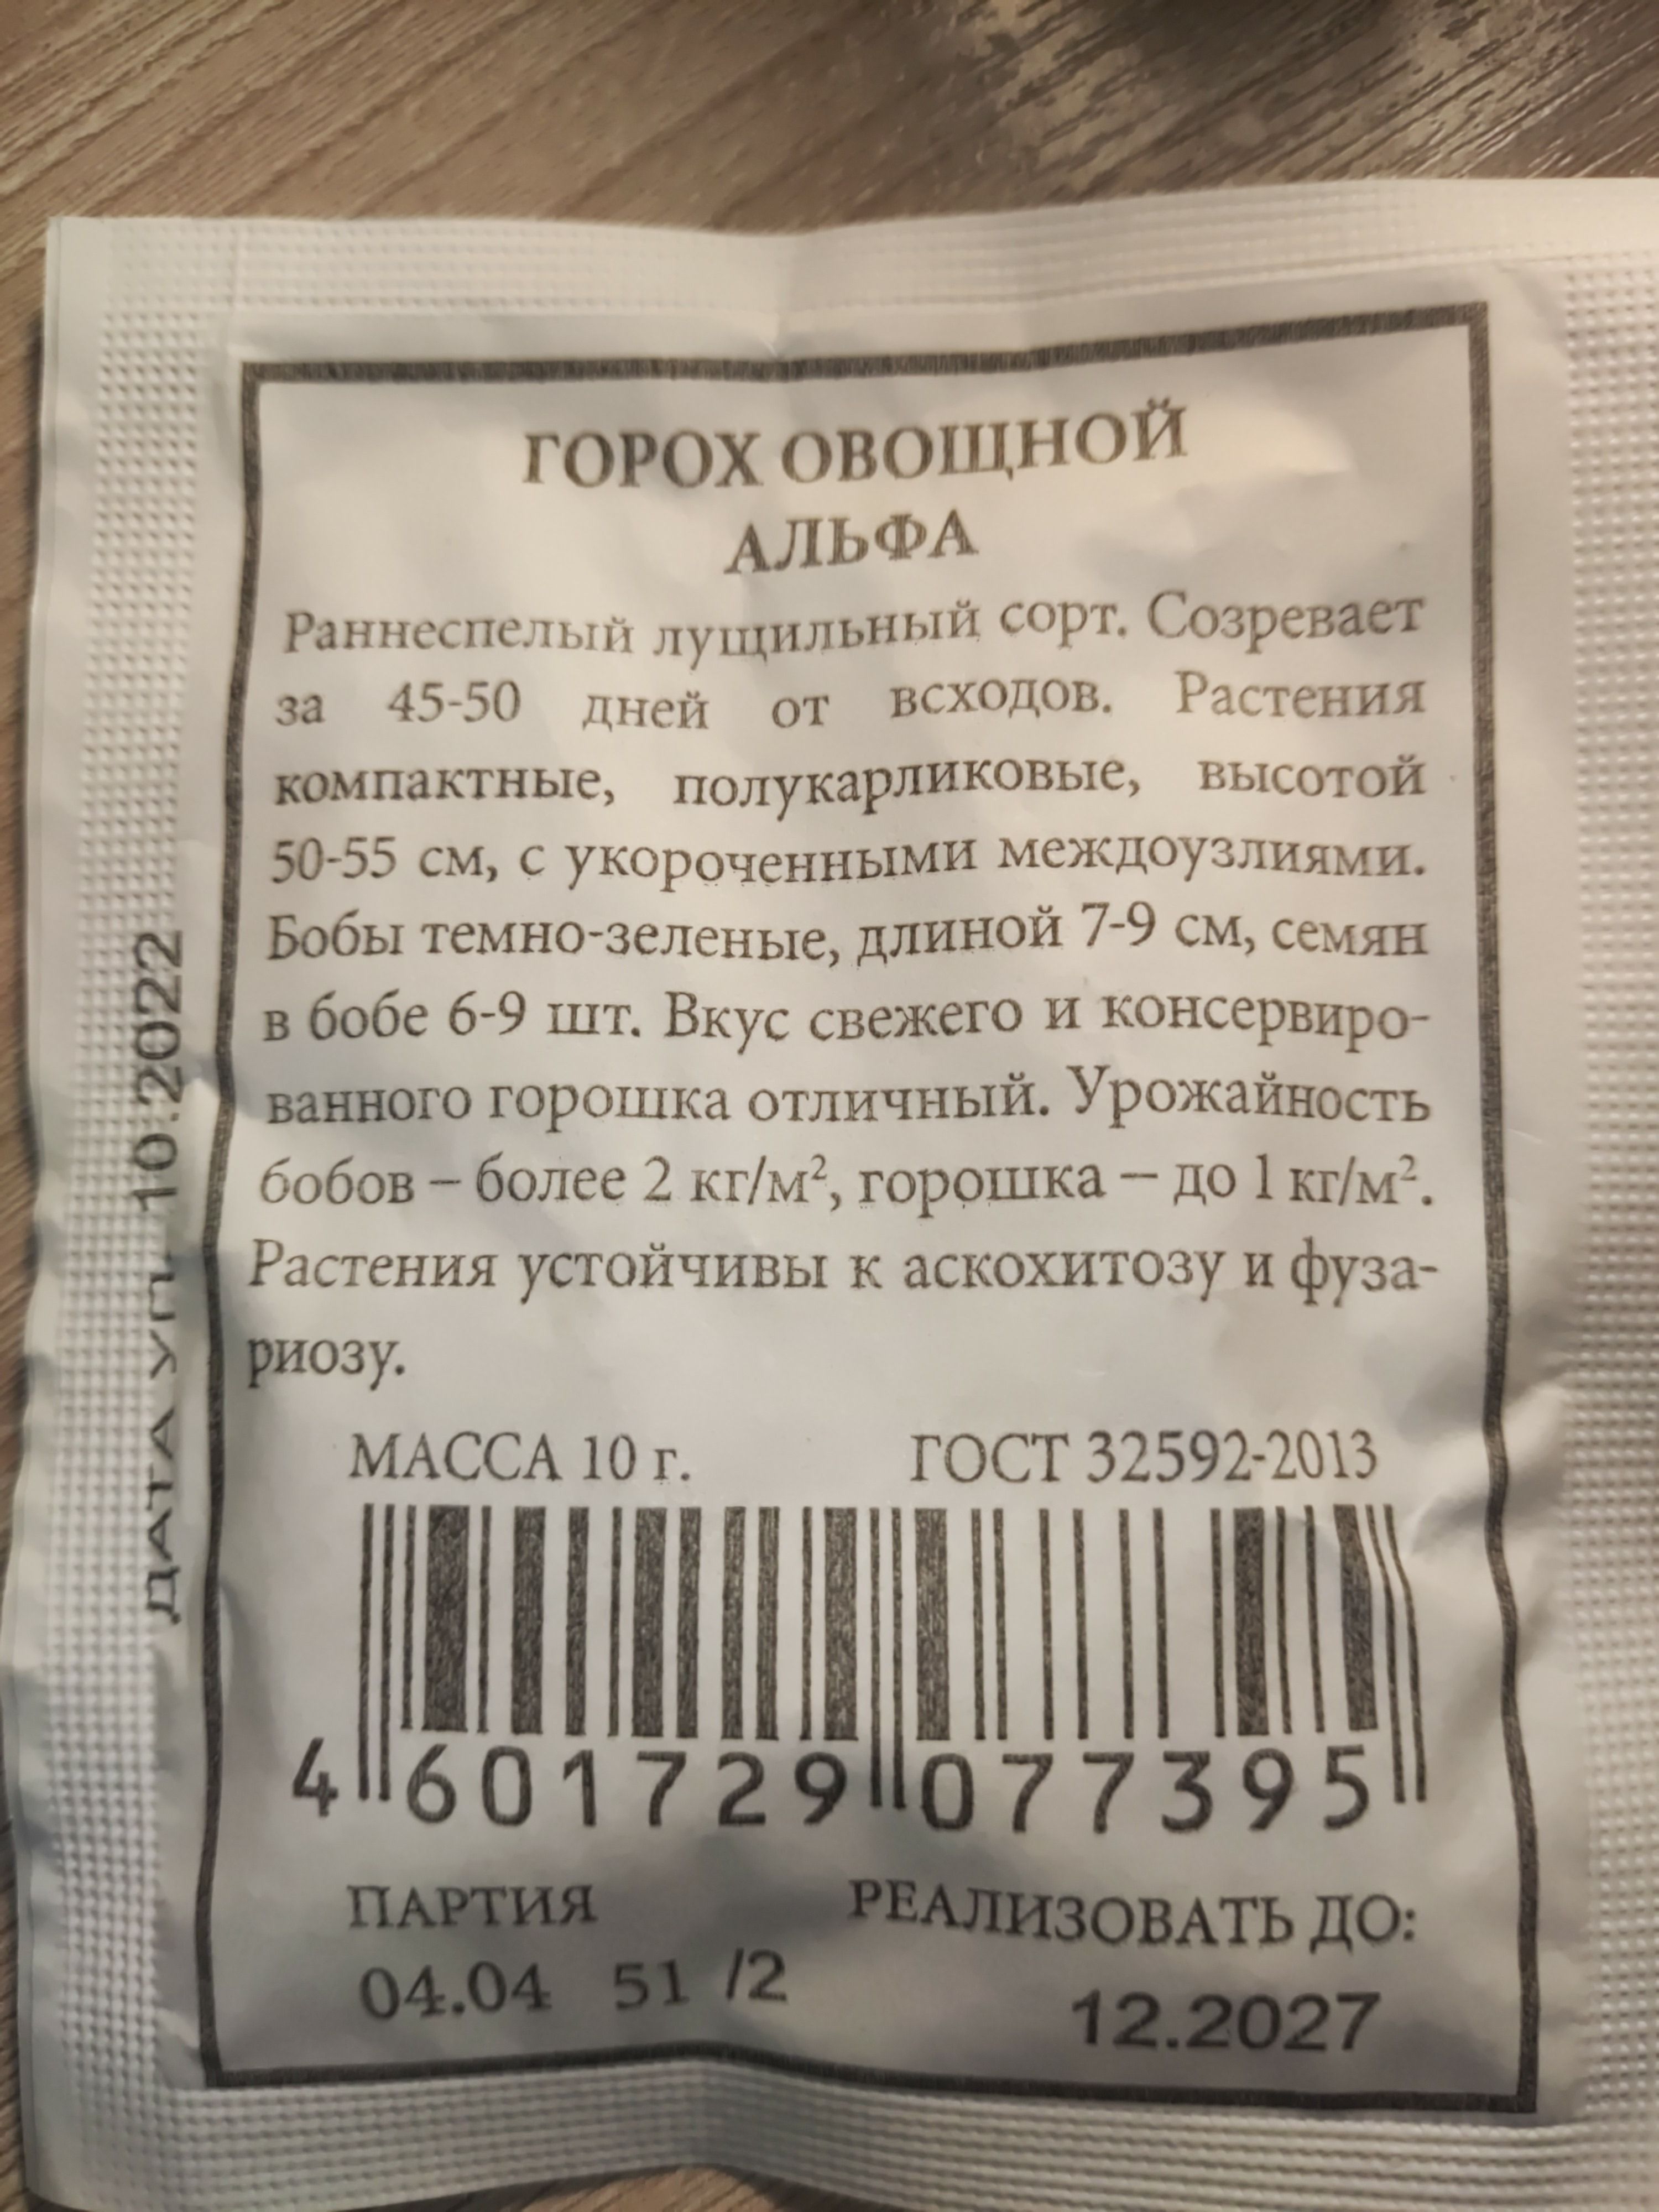 ГОРОХ ОВОЩНОЙ
АЛЬФА
Раннеспелый лущильный сорт. Созревает
за 45-50 дней от всходов. Растения
компактные, полукарликовые, высотой
50-55 см, с укороченными междоузлиями.
Бобы темно-зеленые, длиной 7-9 см, семян
в бобе 6-9 шт. Вкус свежего и консервиро-
ванного горошка отличный. Урожайность
бобов – более 2 кг/м², горошка – до 1 кг/м².
Растения устойчивы к аскохитозу и фуза-
риозу.
МАССА 10 г. ГОСТ 32592-2013
4 601729 077395
ПАРТИЯ РЕАЛИЗОВАТЬ ДО:
04.04 51 /2 12.2027
ДАТА УП. 10.2022